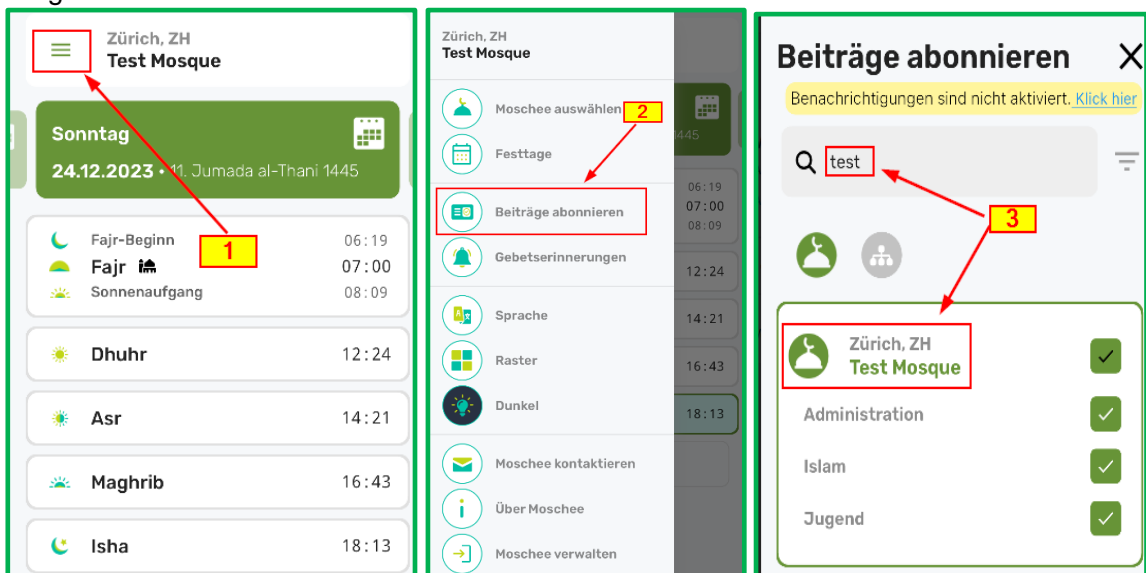 Zürich, ZH
Test Mosque
Sonntag
24.12.2023 • 11. Jumada al-Thani 1445
Fajr-Beginn 06:19
1
Fajr 07:00
Sonnenaufgang 08:09
Dhuhr 12:24
Asr 14:21
Maghrib 16:43
Isha 18:13
Zürich, ZH
Test Mosque
Moschee auswählen
2
1445
Festtage
06:19
07:00
08:09
Beiträge abonnieren
Gebetserinnerungen
12:24
Sprache
14:21
Raster
16:43
Dunkel
18:13
Moschee kontaktieren
Über Moschee
Moschee verwalten
Beiträge abonnieren
Benachrichtigungen sind nicht aktiviert. Klick hier
test
3
Zürich, ZH
Test Mosque
Administration
Islam
Jugend